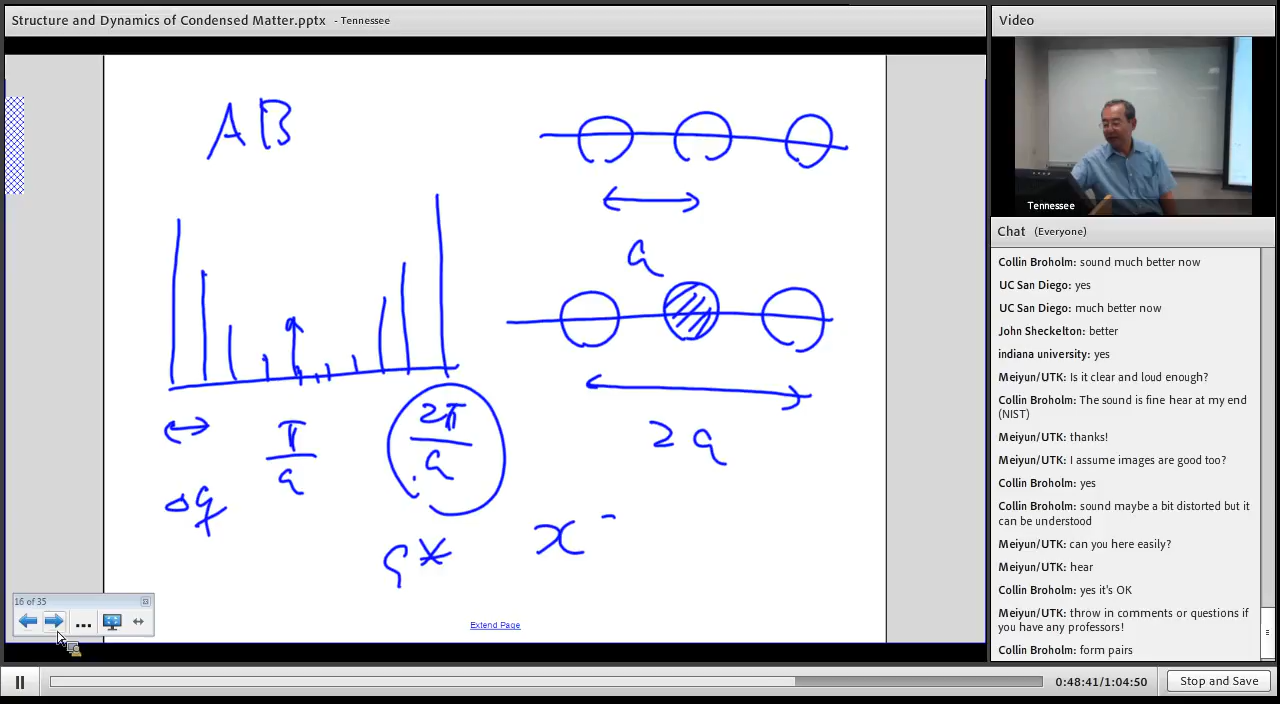 Structure and Dynamics of Condensed Matter.pptx - Tennessee
AB
a
2a
π/a
2π/a
Δq
a*
x
16 of 35
...
Extend Page
0:48:41/1:04:50
Stop and Save
Video
Tennessee
Chat (Everyone)
Collin Broholm: sound much better now
UC San Diego: yes
UC San Diego: much better now
John Sheckelton: better
indiana university: yes
Meiyun/UTK: Is it clear and loud enough?
Collin Broholm: The sound is fine hear at my end
(NIST)
Meiyun/UTK: thanks!
Meiyun/UTK: I assume images are good too?
Collin Broholm: yes
Collin Broholm: sound maybe a bit distorted but it
can be understood
Meiyun/UTK: can you here easily?
Meiyun/UTK: hear
Collin Broholm: yes it's OK
Meiyun/UTK: throw in comments or questions if
you have any professors!
Collin Broholm: form pairs